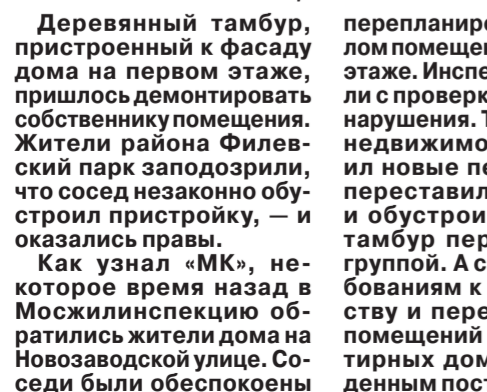 Деревянный тамбур,
пристроенный к фасаду
дома на первом этаже,
пришлось демонтировать
собственнику помещения.
Жители района Филев-
ский парк заподозрили,
что сосед незаконно обу-
строил пристройку, — и
оказались правы.
Как узнал «МК», не-
которое время назад в
Мосжилинспекцию об-
ратились жители дома на
Новозаводской улице. Со-
седи были обеспокоены
перепланиро
лом помещен
этаже. Инспе
ли с проверк
нарушения. Т
недвижимо
ил новые пе
переставил
и обустрои
тамбур пер
группой. А с
бованиям к
ству и пере
помещений
тирных дом
денным пост